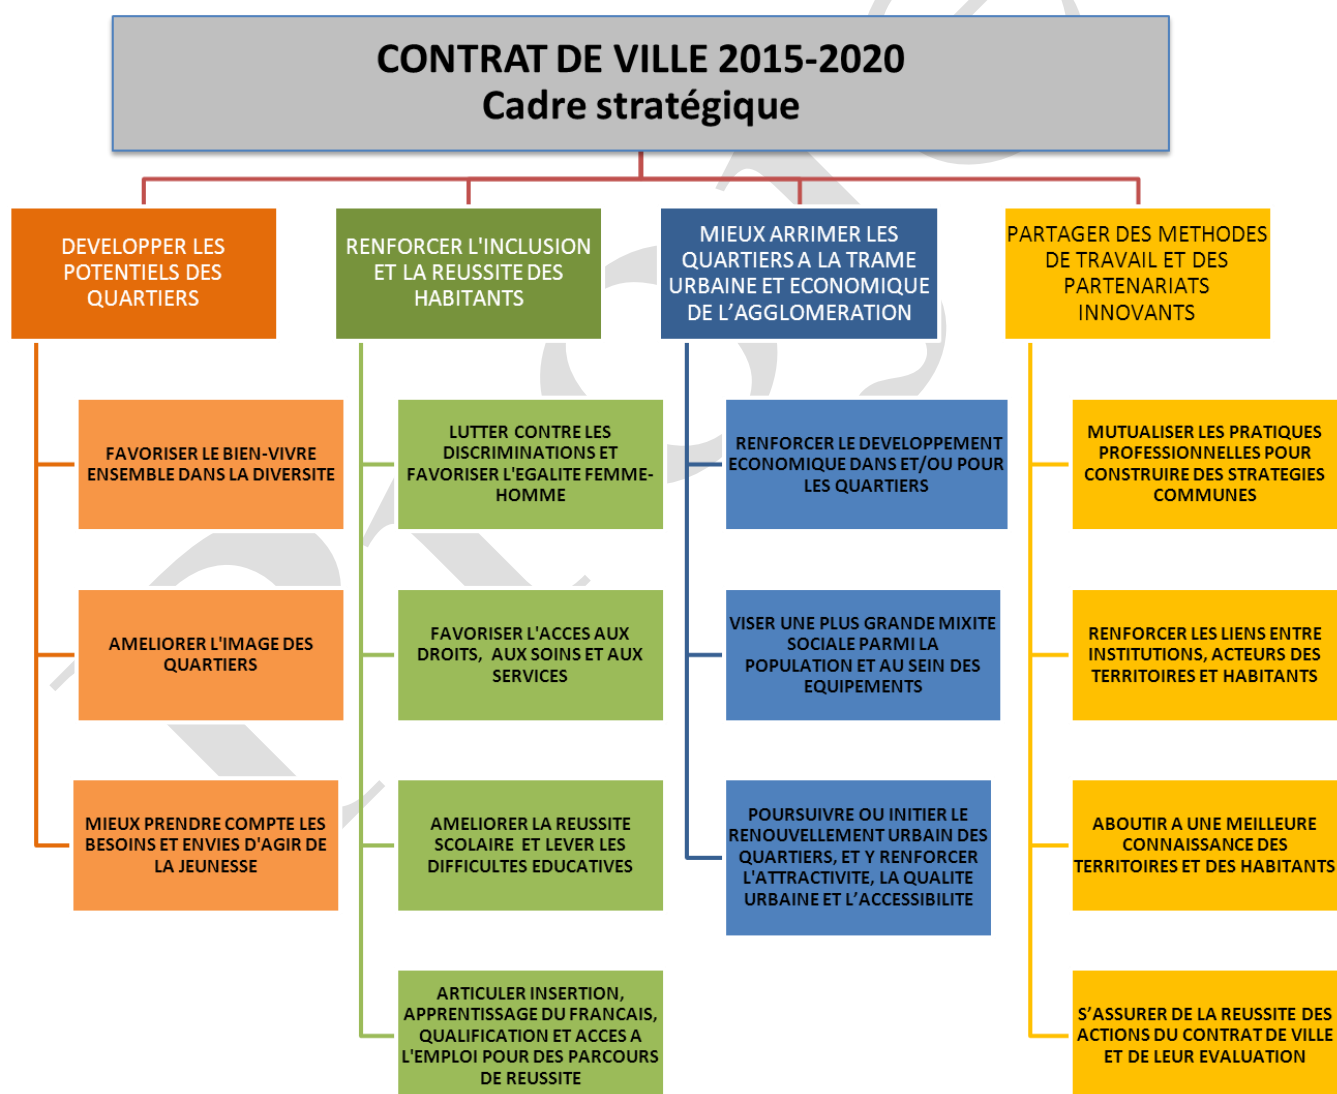 CONTRAT DE VILLE 2015-2020
Cadre stratégique
DEVELOPPER LES
POTENTIELS DES
QUARTIERS
FAVORISER LE BIEN-VIVRE
ENSEMBLE DANS LA DIVERSITE
AMELIORER L'IMAGE DES
QUARTIERS
MIEUX PRENDRE COMPTE LES
BESOINS ET ENVIES D'AGIR DE
LA JEUNESSE
RENFORCER L'INCLUSION
ET LA REUSSITE DES
HABITANTS
LUTTER CONTRE LES
DISCRIMINATIONS ET
FAVORISER L'EGALITE FEMME-
HOMME
FAVORISER L'ACCES AUX
DROITS, AUX SOINS ET AUX
SERVICES
AMELIORER LA REUSSITE
SCOLAIRE ET LEVER LES
DIFFICULTES EDUCATIVES
ARTICULER INSERTION,
APPRENTISSAGE DU FRANCAIS,
QUALIFICATION ET ACCES A
L'EMPLOI POUR DES PARCOURS
DE REUSSITE
MIEUX ARRIMER LES
QUARTIERS A LA TRAME
URBAINE ET ECONOMIQUE
DE L’AGGLOMERATION
RENFORCER LE DEVELOPPEMENT
ECONOMIQUE DANS ET/OU POUR
LES QUARTIERS
VISER UNE PLUS GRANDE MIXITE
SOCIALE PARMI LA
POPULATION ET AU SEIN DES
EQUIPEMENTS
POURSUIVRE OU INITIER LE
RENOUVELLEMENT URBAIN DES
QUARTIERS, ET Y RENFORCER
L'ATTRACTIVITE, LA QUALITE
URBAINE ET L’ACCESSIBILITE
PARTAGER DES METHODES
DE TRAVAIL ET DES
PARTENARIATS
INNOVANTS
MUTUALISER LES PRATIQUES
PROFESSIONNELLES POUR
CONSTRUIRE DES STRATEGIES
COMMUNES
RENFORCER LES LIENS ENTRE
INSTITUTIONS, ACTEURS DES
TERRITOIRES ET HABITANTS
ABOUTIR A UNE MEILLEURE
CONNAISSANCE DES
TERRITOIRES ET DES HABITANTS
S’ASSURER DE LA REUSSITE DES
ACTIONS DU CONTRAT DE VILLE
ET DE LEUR EVALUATION